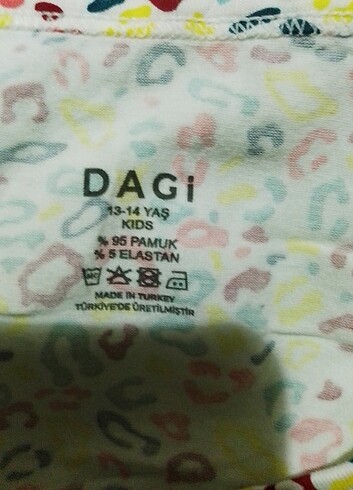 DAGi
13-14 YAŞ
KIDS
% 95 PAMUK
% 5 ELASTAN
MADE IN TURKEY
TÜRKİYE'DE ÜRETİLMİŞTİR